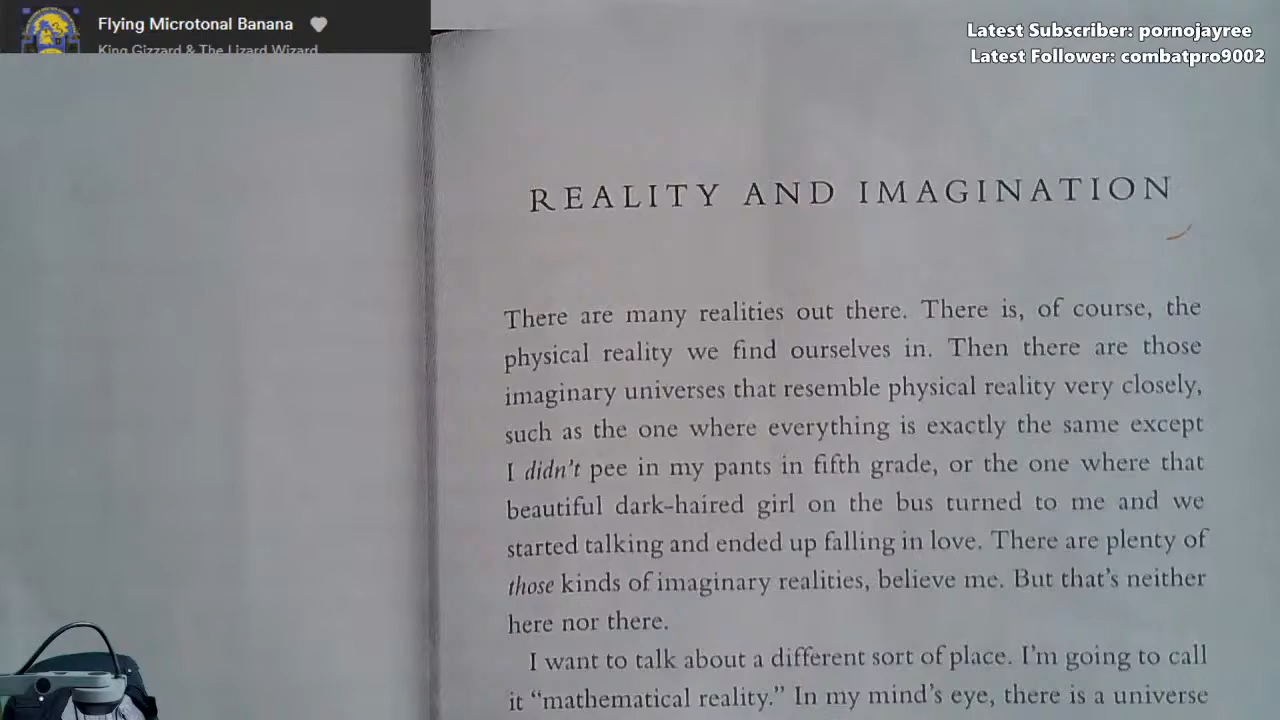 Flying Microtonal Banana
King Gizzard & The Lizard Wizard
Latest Subscriber: pornojayree
Latest Follower: combatpro9002
REALITY AND IMAGINATION
There are many realities out there. There is, of course, the
physical reality we find ourselves in. Then there are those
imaginary universes that resemble physical reality very closely,
such as the one where everything is exactly the same except
I didn't pee in my pants in fifth grade, or the one where that
beautiful dark-haired girl on the bus turned to me and we
started talking and ended up falling in love. There are plenty of
those kinds of imaginary realities, believe me. But that's neither
here nor there.
I want to talk about a different sort of place. I'm going to call
it “mathematical reality.” In my mind's eye, there is a universe